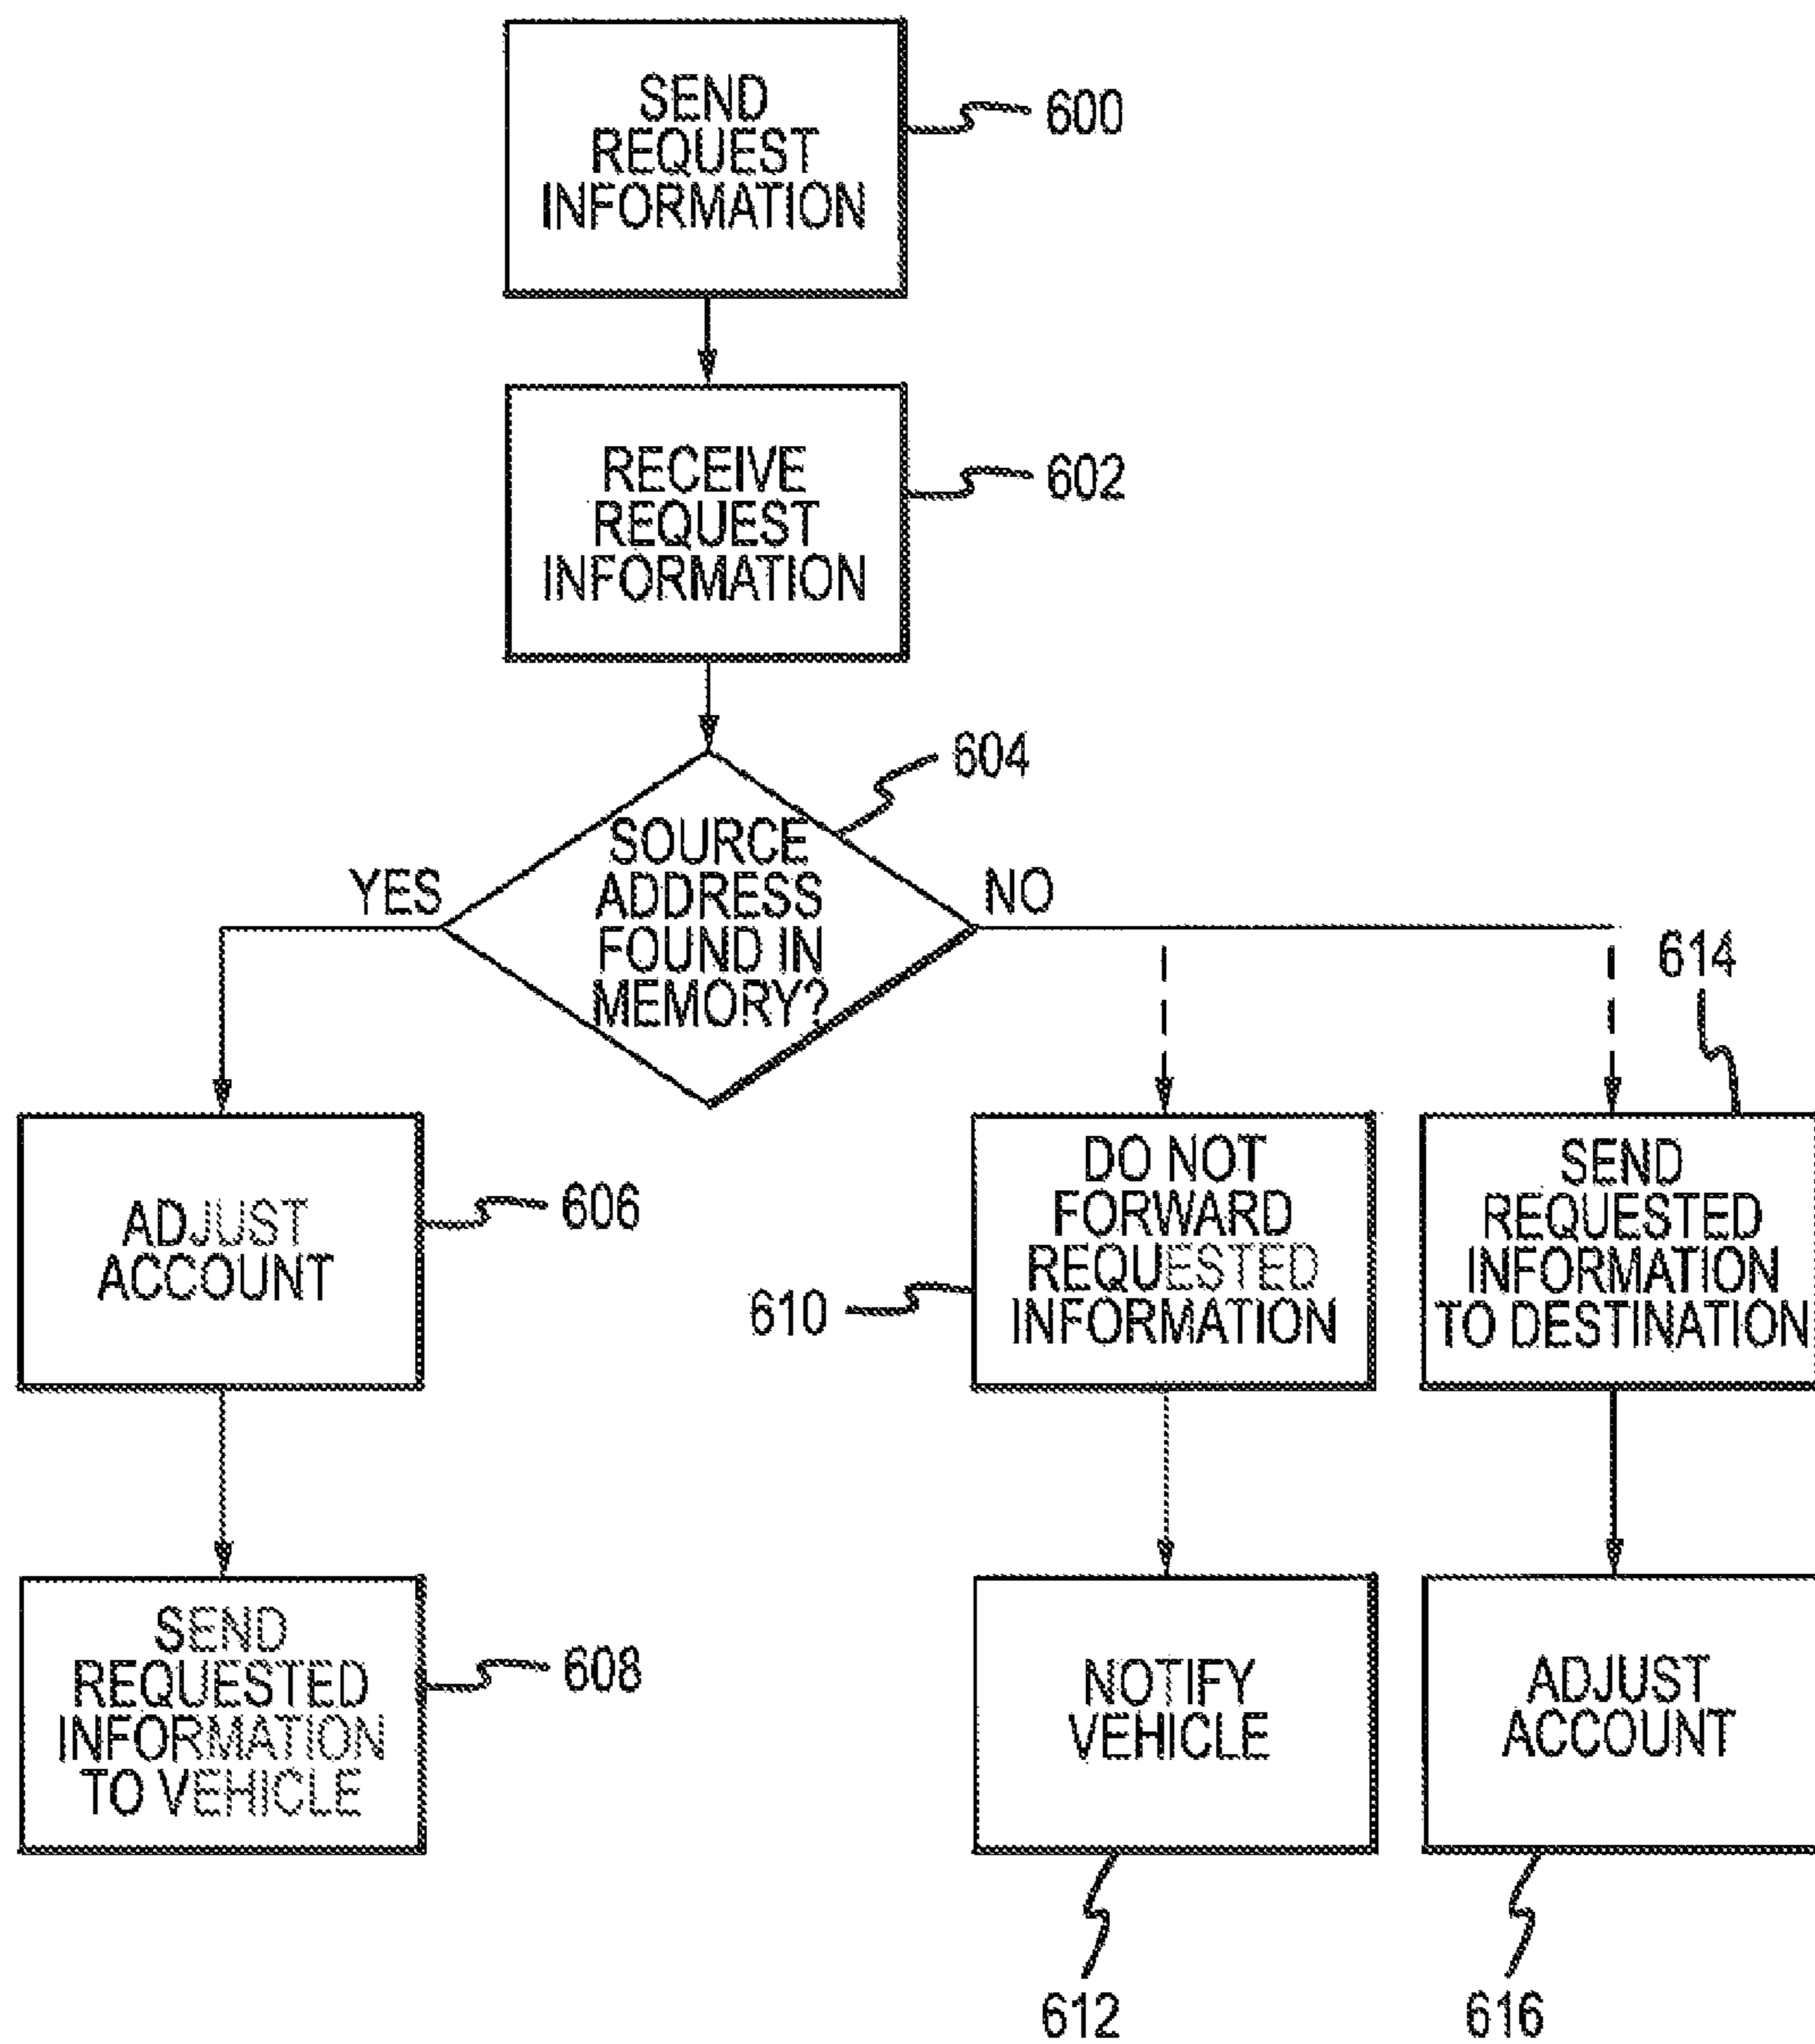 SEND
REQUEST
INFORMATION
600
RECEIVE
REQUEST
INFORMATION
602
604
SOURCE
ADDRESS
FOUND IN
MEMORY?
YES
NO
614
ADJUST
ACCOUNT
606
DO NOT
FORWARD
REQUESTED
INFORMATION
610
SEND
REQUESTED
INFORMATION
TO DESTINATION
SEND
REQUESTED
INFORMATION
TO VEHICLE
608
NOTIFY
VEHICLE
ADJUST
ACCOUNT
612
616